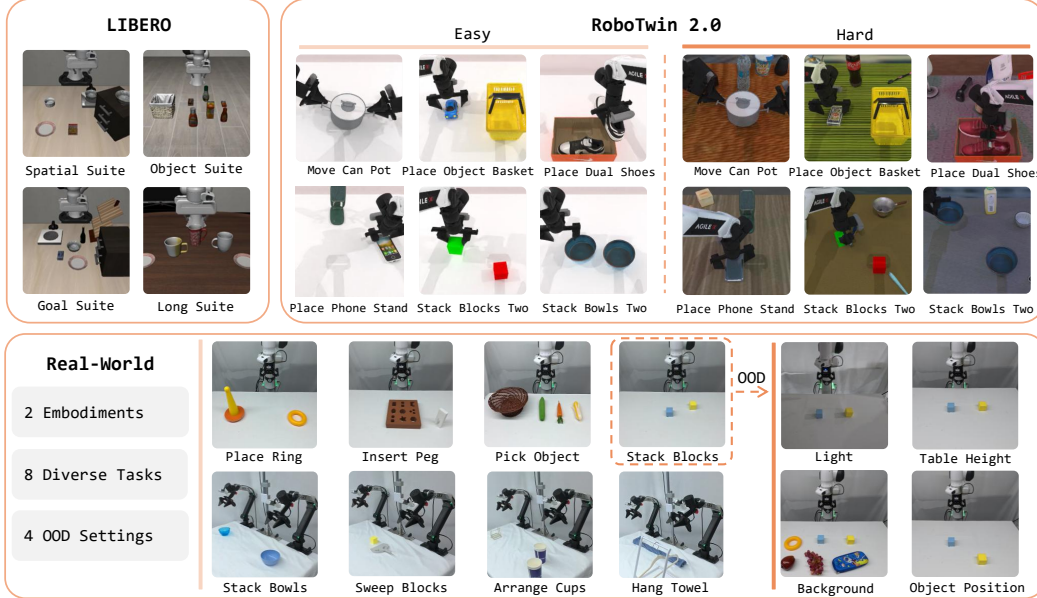 LIBERO
Spatial Suite
Object Suite
Goal Suite
Long Suite
RoboTwin 2.0
Easy
Hard
Move Can Pot
Place Object Basket
Place Dual Shoes
Place Phone Stand
Stack Blocks Two
Stack Bowls Two
Move Can Pot
Place Object Basket
Place Dual Shoes
Place Phone Stand
Stack Blocks Two
Stack Bowls Two
AGILE
AGILE
Real-World
2 Embodiments
8 Diverse Tasks
4 OOD Settings
Place Ring
Insert Peg
Pick Object
Stack Blocks
OOD
Light
Table Height
Stack Bowls
Sweep Blocks
Arrange Cups
Hang Towel
Background
Object Position